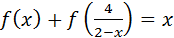 f(x) + f(4/(2−x)) = x